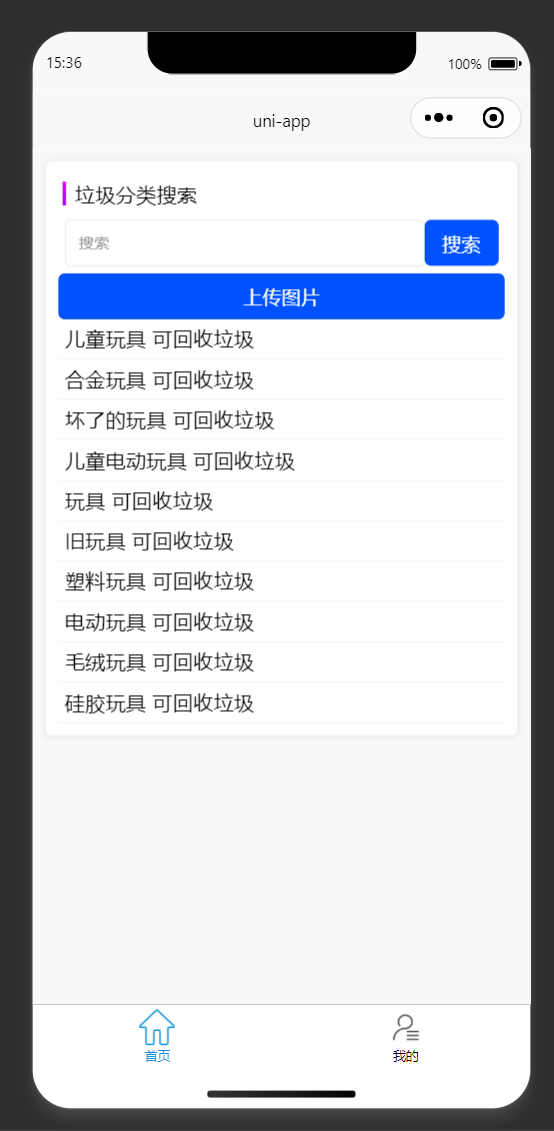 15:36
100%
uni-app
垃圾分类搜索
搜索
搜索
上传图片
儿童玩具 可回收垃圾
合金玩具 可回收垃圾
坏了的玩具 可回收垃圾
儿童电动玩具 可回收垃圾
玩具 可回收垃圾
旧玩具 可回收垃圾
塑料玩具 可回收垃圾
电动玩具 可回收垃圾
毛绒玩具 可回收垃圾
硅胶玩具 可回收垃圾
首页
我的